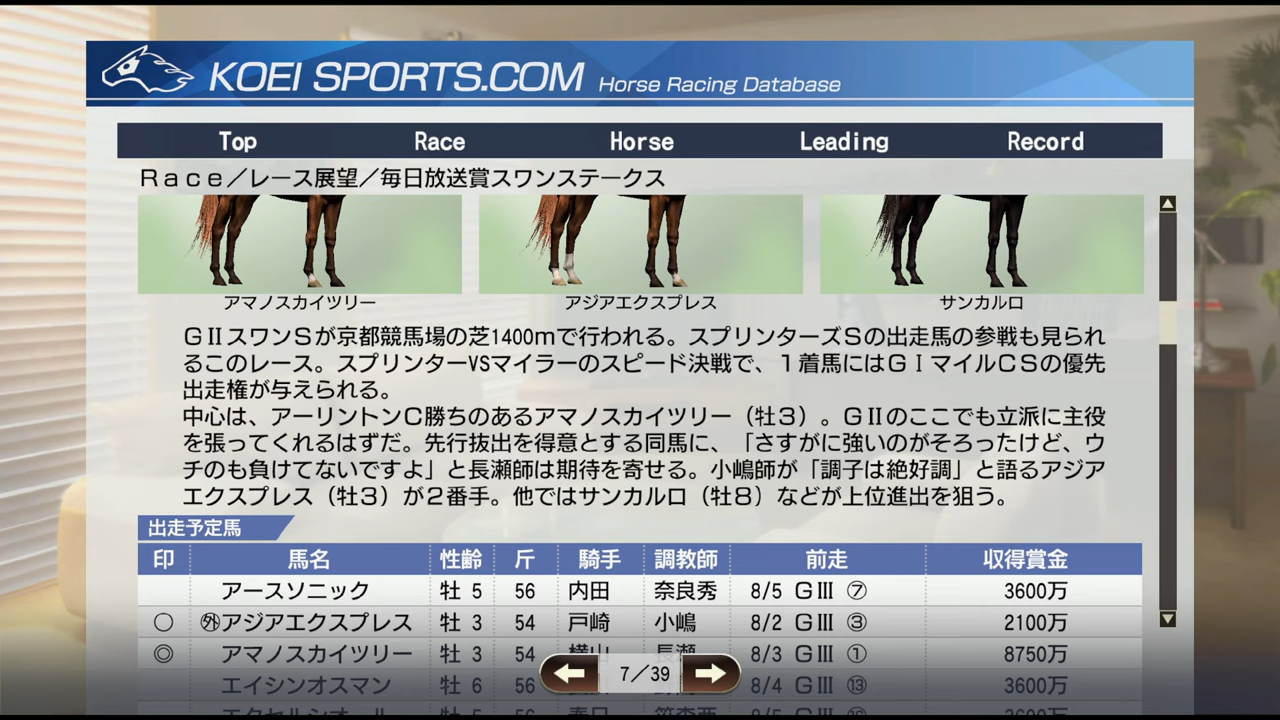 KOEI SPORTS.COM Horse Racing Database
Top Race Horse Leading Record
Ｒａｃｅ／レース展望／毎日放送賞スワンステークス
アマノスカイツリー アジアエクスプレス サンカルロ
ＧⅡスワンＳが京都競馬場の芝1400mで行われる。スプリンターズＳの出走馬の参戦も見られ
るこのレース。スプリンターVSマイラーのスピード決戦で、１着馬にはＧⅠマイルＣＳの優先
出走権が与えられる。
中心は、アーリントンＣ勝ちのあるアマノスカイツリー（牡３）。ＧⅡのここでも立派に主役
を張ってくれるはずだ。先行抜出を得意とする同馬に、「さすがに強いのがそろったけど、ウ
チのも負けてないですよ」と長瀬師は期待を寄せる。小嶋師が「調子は絶好調」と語るアジア
エクスプレス（牡３）が２番手。他ではサンカルロ（牡８）などが上位進出を狙う。
出走予定馬
印 馬名 性齢 斤 騎手 調教師 前走 収得賞金
アースソニック 牡 5 56 内田 奈良秀 8/5 ＧⅢ ⑦ 3600万
○ 外アジアエクスプレス 牡 3 54 戸崎 小嶋 8/2 ＧⅢ ③ 2100万
◎ アマノスカイツリー 牡 3 54 横山 長瀬 8/3 ＧⅢ ① 8750万
エイシンオスマン 牡 6 56 8/4 ＧⅢ ⑬ 3600万
7／39